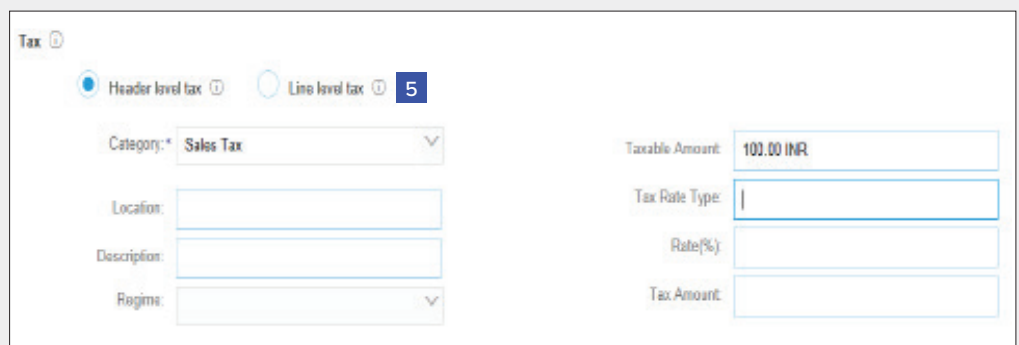 Tax
Header level tax Line level tax 5
Category:* Sales Tax
Location:
Description:
Regime:
Taxable Amount: 100.00 INR
Tax Rate Type:
Rate(%):
Tax Amount: